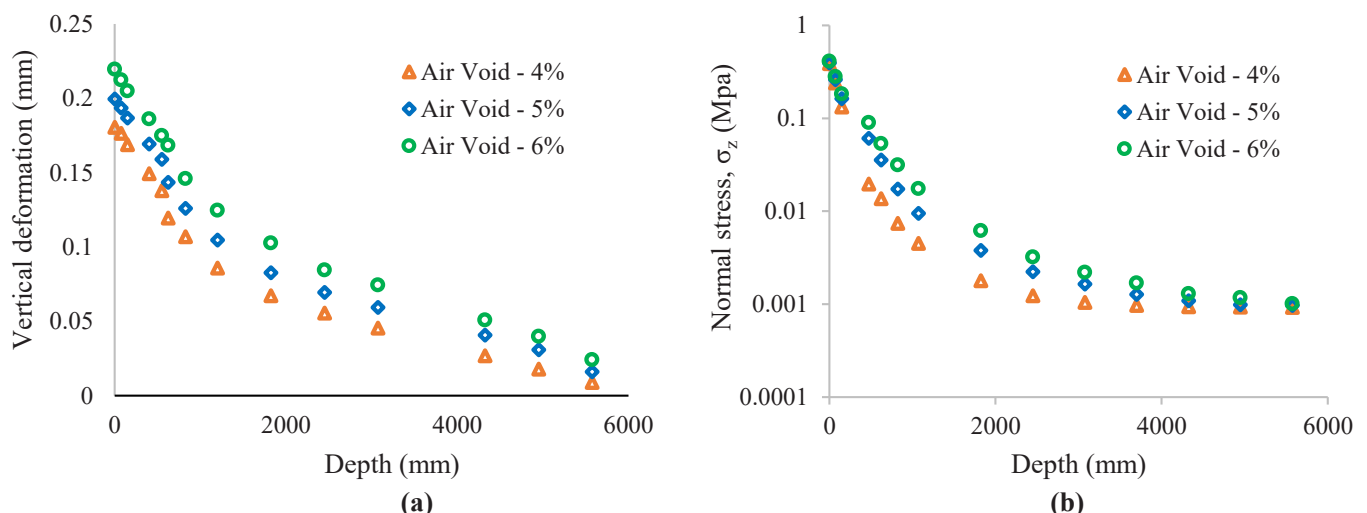 0.25
0.2
0.15
0.1
0.05
0
0
2000
4000
6000
Vertical deformation (mm)
Depth (mm)
Air Void - 4%
Air Void - 5%
Air Void - 6%
(a)
1
0.1
0.01
0.001
0.0001
0
2000
4000
6000
Normal stress, σz (Mpa)
Depth (mm)
Air Void - 4%
Air Void - 5%
Air Void - 6%
(b)